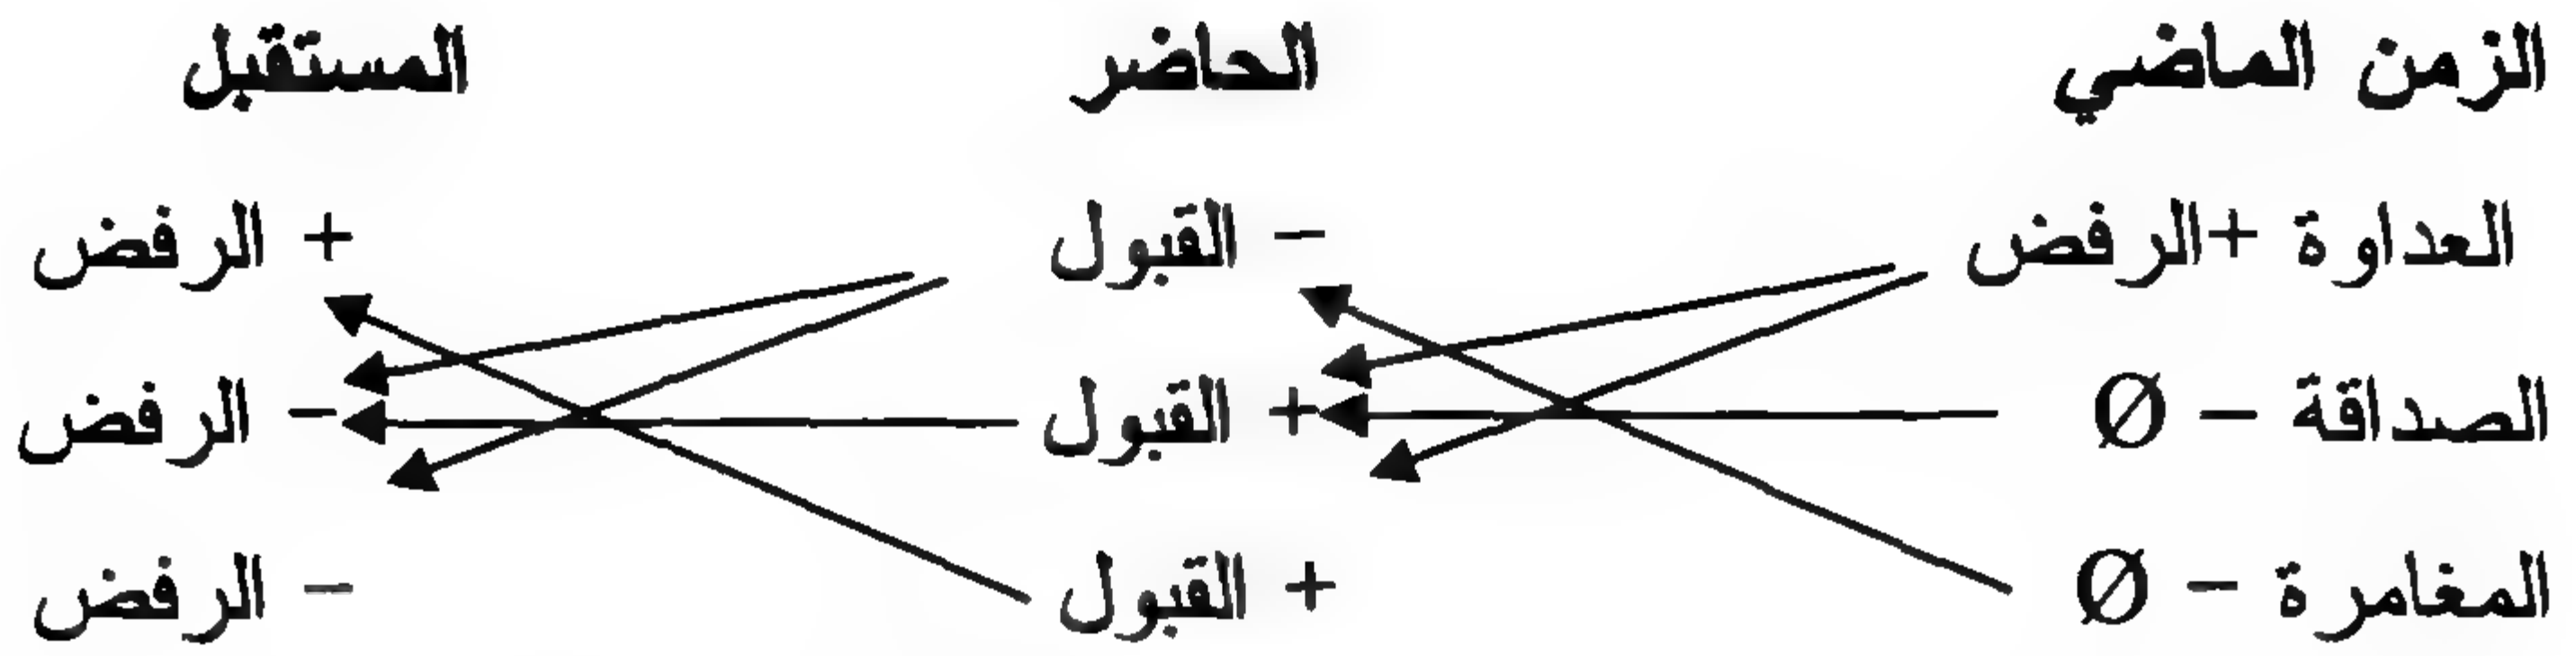 الزمن الماضي الحاضر المستقبل
العداوة +الرفض − القبول + الرفض
الصداقة − Ø + القبول − الرفض
المغامرة − Ø + القبول − الرفض